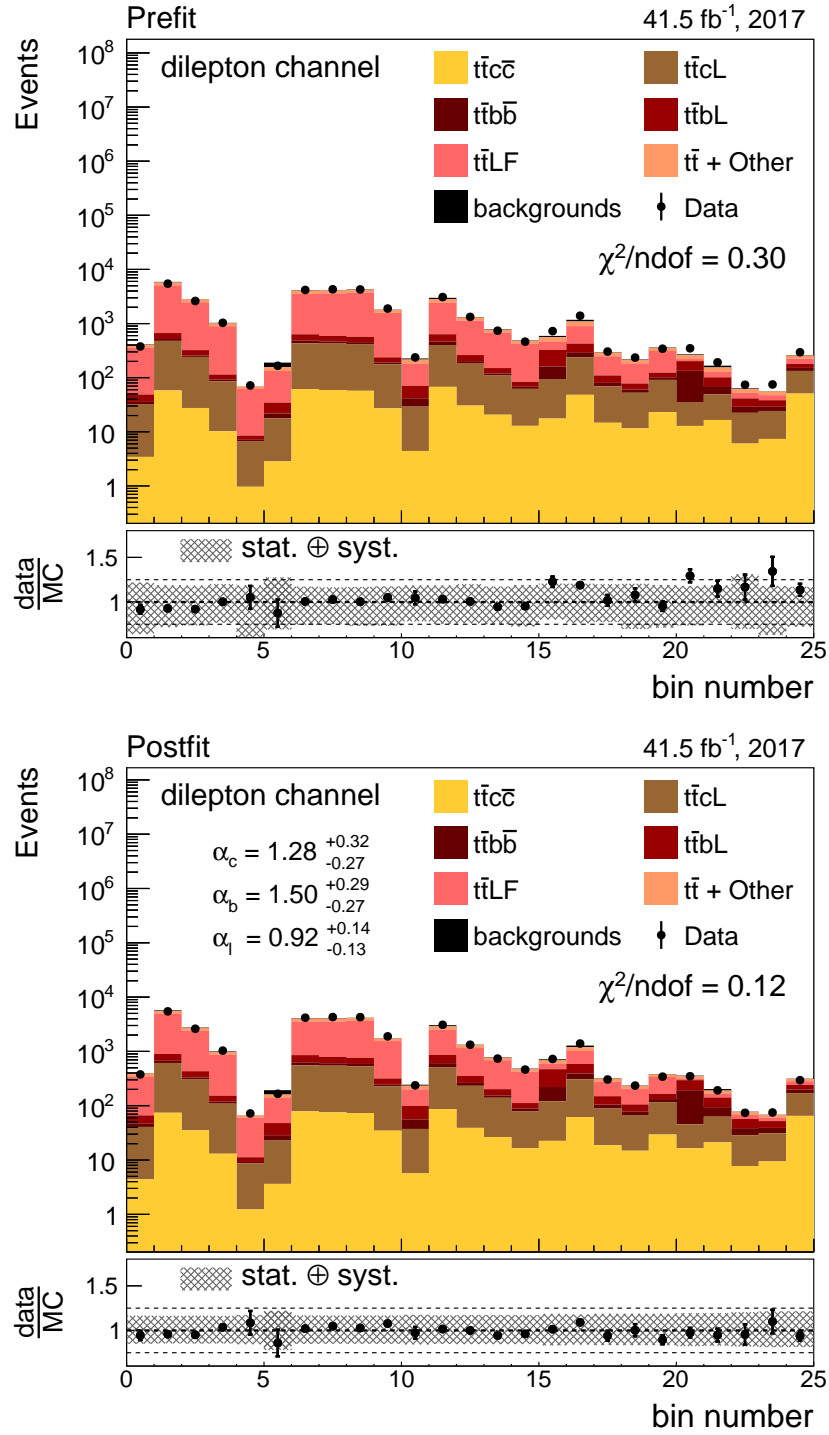 Prefit 41.5 fb⁻¹, 2017
Events
10⁸
10⁷
10⁶
10⁵
10⁴
10³
10²
10
1
dilepton channel
tt̄cc̄ tt̄cL
tt̄bb̄ tt̄bL
tt̄LF tt̄ + Other
backgrounds Data
χ²/ndof = 0.30
data/MC
1.5
1
stat. ⊕ syst.
0 5 10 15 20 25
bin number
Postfit 41.5 fb⁻¹, 2017
Events
10⁸
10⁷
10⁶
10⁵
10⁴
10³
10²
10
1
dilepton channel
α_c = 1.28 +0.32 -0.27
α_b = 1.50 +0.29 -0.27
α_l = 0.92 +0.14 -0.13
tt̄cc̄ tt̄cL
tt̄bb̄ tt̄bL
tt̄LF tt̄ + Other
backgrounds Data
χ²/ndof = 0.12
data/MC
1.5
1
stat. ⊕ syst.
0 5 10 15 20 25
bin number